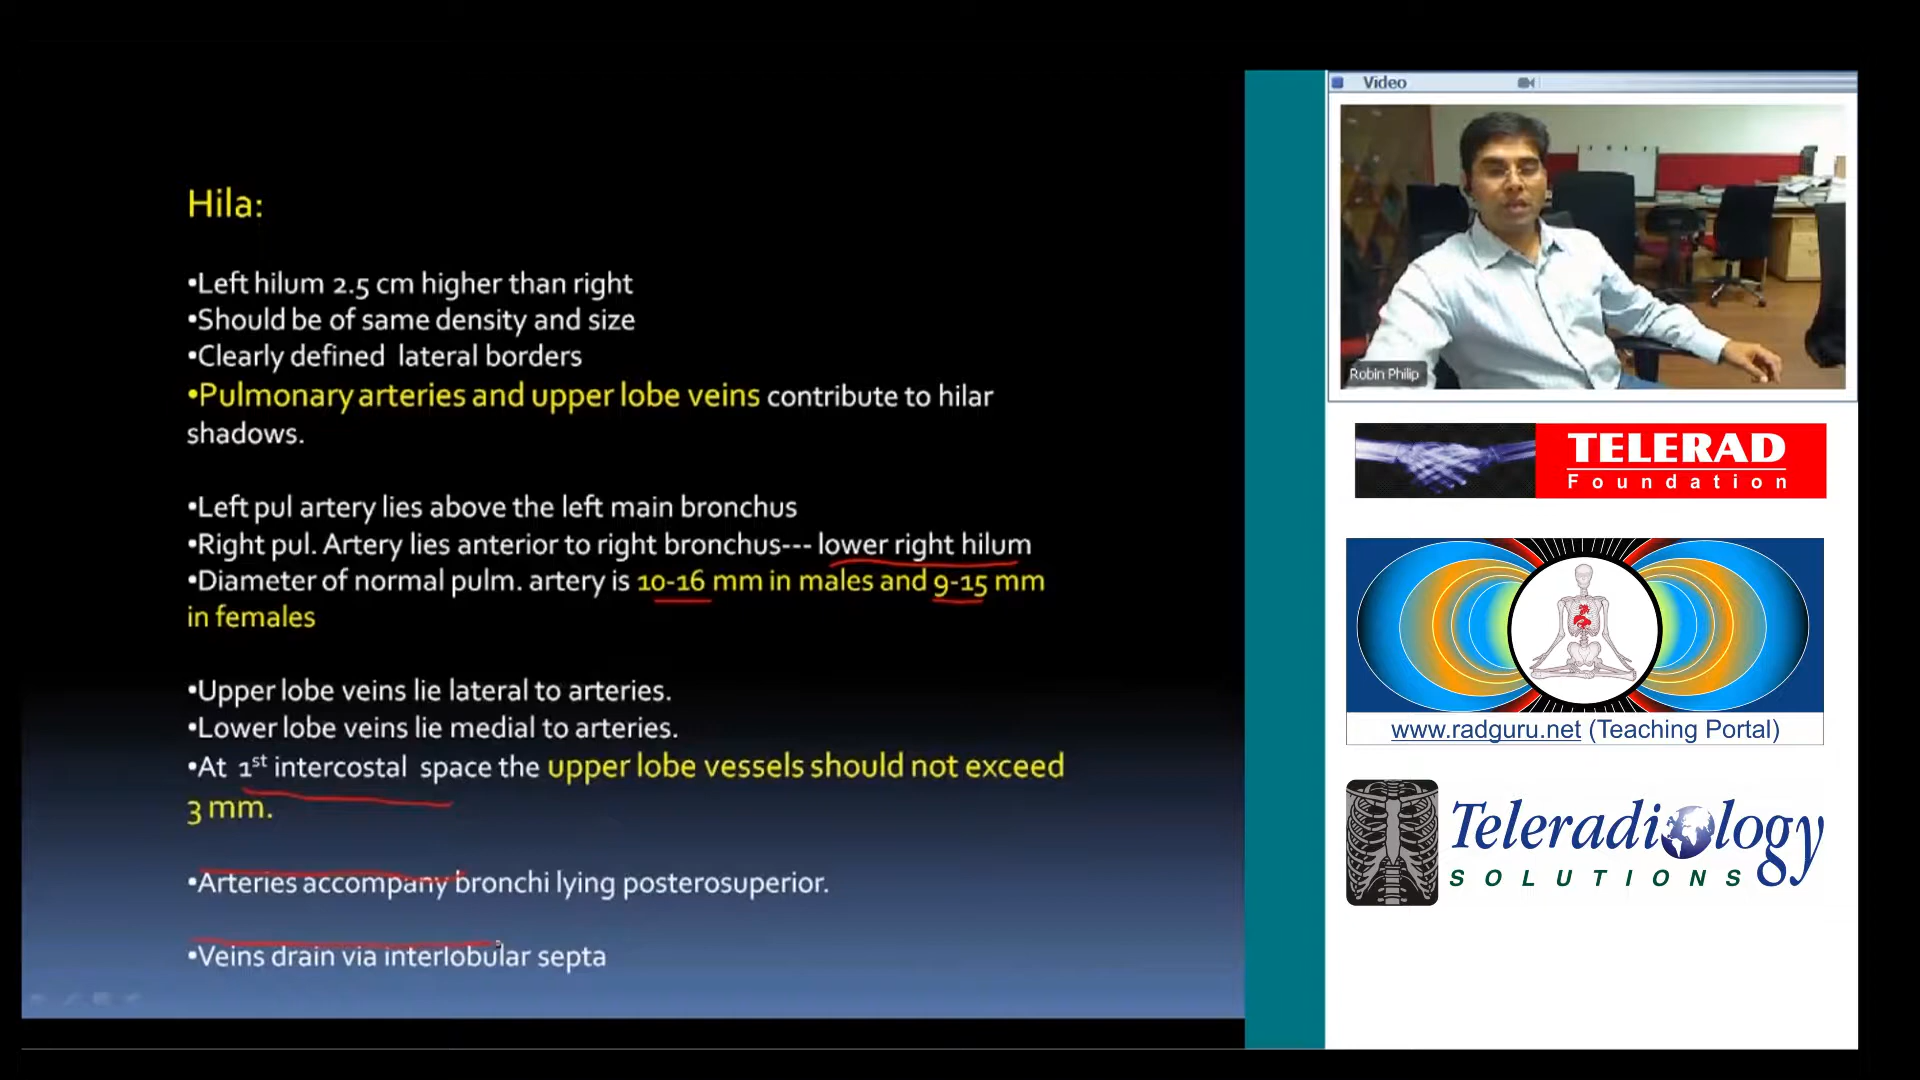 Hila:
•Left hilum 2.5 cm higher than right
•Should be of same density and size
•Clearly defined lateral borders
•Pulmonary arteries and upper lobe veins contribute to hilar
shadows.
•Left pul artery lies above the left main bronchus
•Right pul. Artery lies anterior to right bronchus--- lower right hilum
•Diameter of normal pulm. artery is 10-16 mm in males and 9-15 mm
in females
•Upper lobe veins lie lateral to arteries.
•Lower lobe veins lie medial to arteries.
•At 1st intercostal space the upper lobe vessels should not exceed
3 mm.
•Arteries accompany bronchi lying posterosuperior.
•Veins drain via interlobular septa
Video
Robin Philip
TELERAD
Foundation
www.radguru.net (Teaching Portal)
Teleradiology
SOLUTIONS